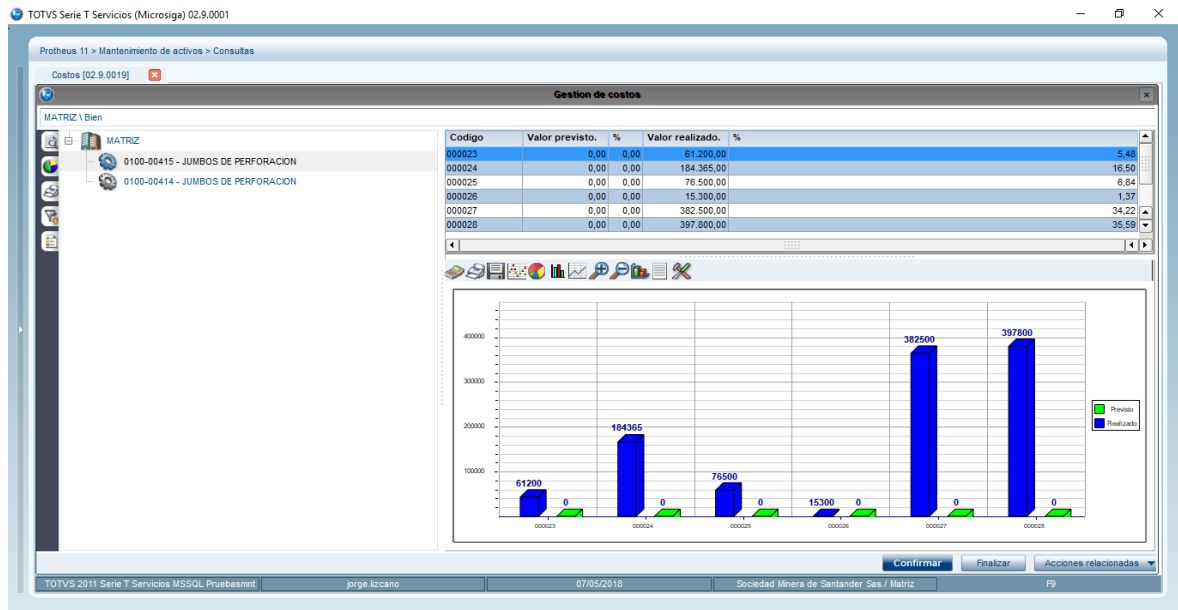 TOTVS Serie T Servicios (Microsiga) 02.9.0001
Protheus 11 > Mantenimiento de activos > Consultas
Costos [02.9.0019]
Gestion de costos
MATRIZ \ Bien
MATRIZ
0100-00415 - JUMBOS DE PERFORACION
0100-00414 - JUMBOS DE PERFORACION
Codigo Valor previsto. % Valor realizado. %
000023 0,00 0,00 61.200,00 5,48
000024 0,00 0,00 184.365,00 16,50
000025 0,00 0,00 76.500,00 6,84
000026 0,00 0,00 15.300,00 1,37
000027 0,00 0,00 382.500,00 34,22
000028 0,00 0,00 397.800,00 35,59
400000
300000
200000
100000
61200 0
184365 0
76500 0
15300 0
382500 0
397800 0
000023 000024 000025 000026 000027 000028
Previsto
Realizado
Confirmar Finalizar Acciones relacionadas
TOTVS 2011 Serie T Servicios MSSQL Pruebasmnt jorge.lizcano 07/05/2018 Sociedad Minera de Santander Sas / Matriz F9